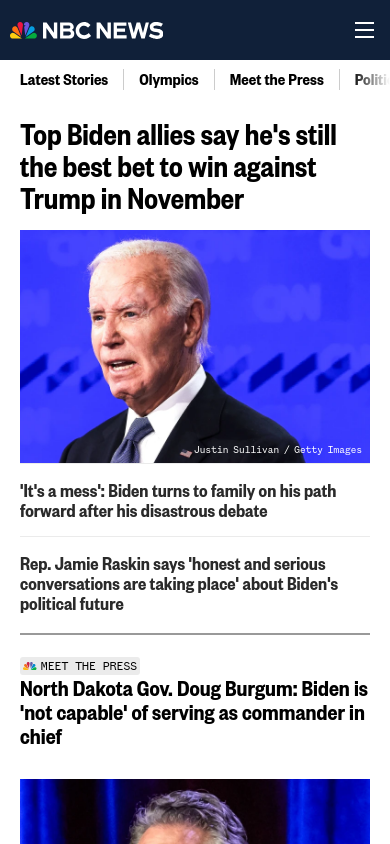 NBC NEWS
Latest Stories
Olympics
Meet the Press
Politi
Top Biden allies say he's still
the best bet to win against
Trump in November
Justin Sullivan / Getty Images
'It's a mess': Biden turns to family on his path
forward after his disastrous debate
Rep. Jamie Raskin says 'honest and serious
conversations are taking place' about Biden's
political future
MEET THE PRESS
North Dakota Gov. Doug Burgum: Biden is
'not capable' of serving as commander in
chief